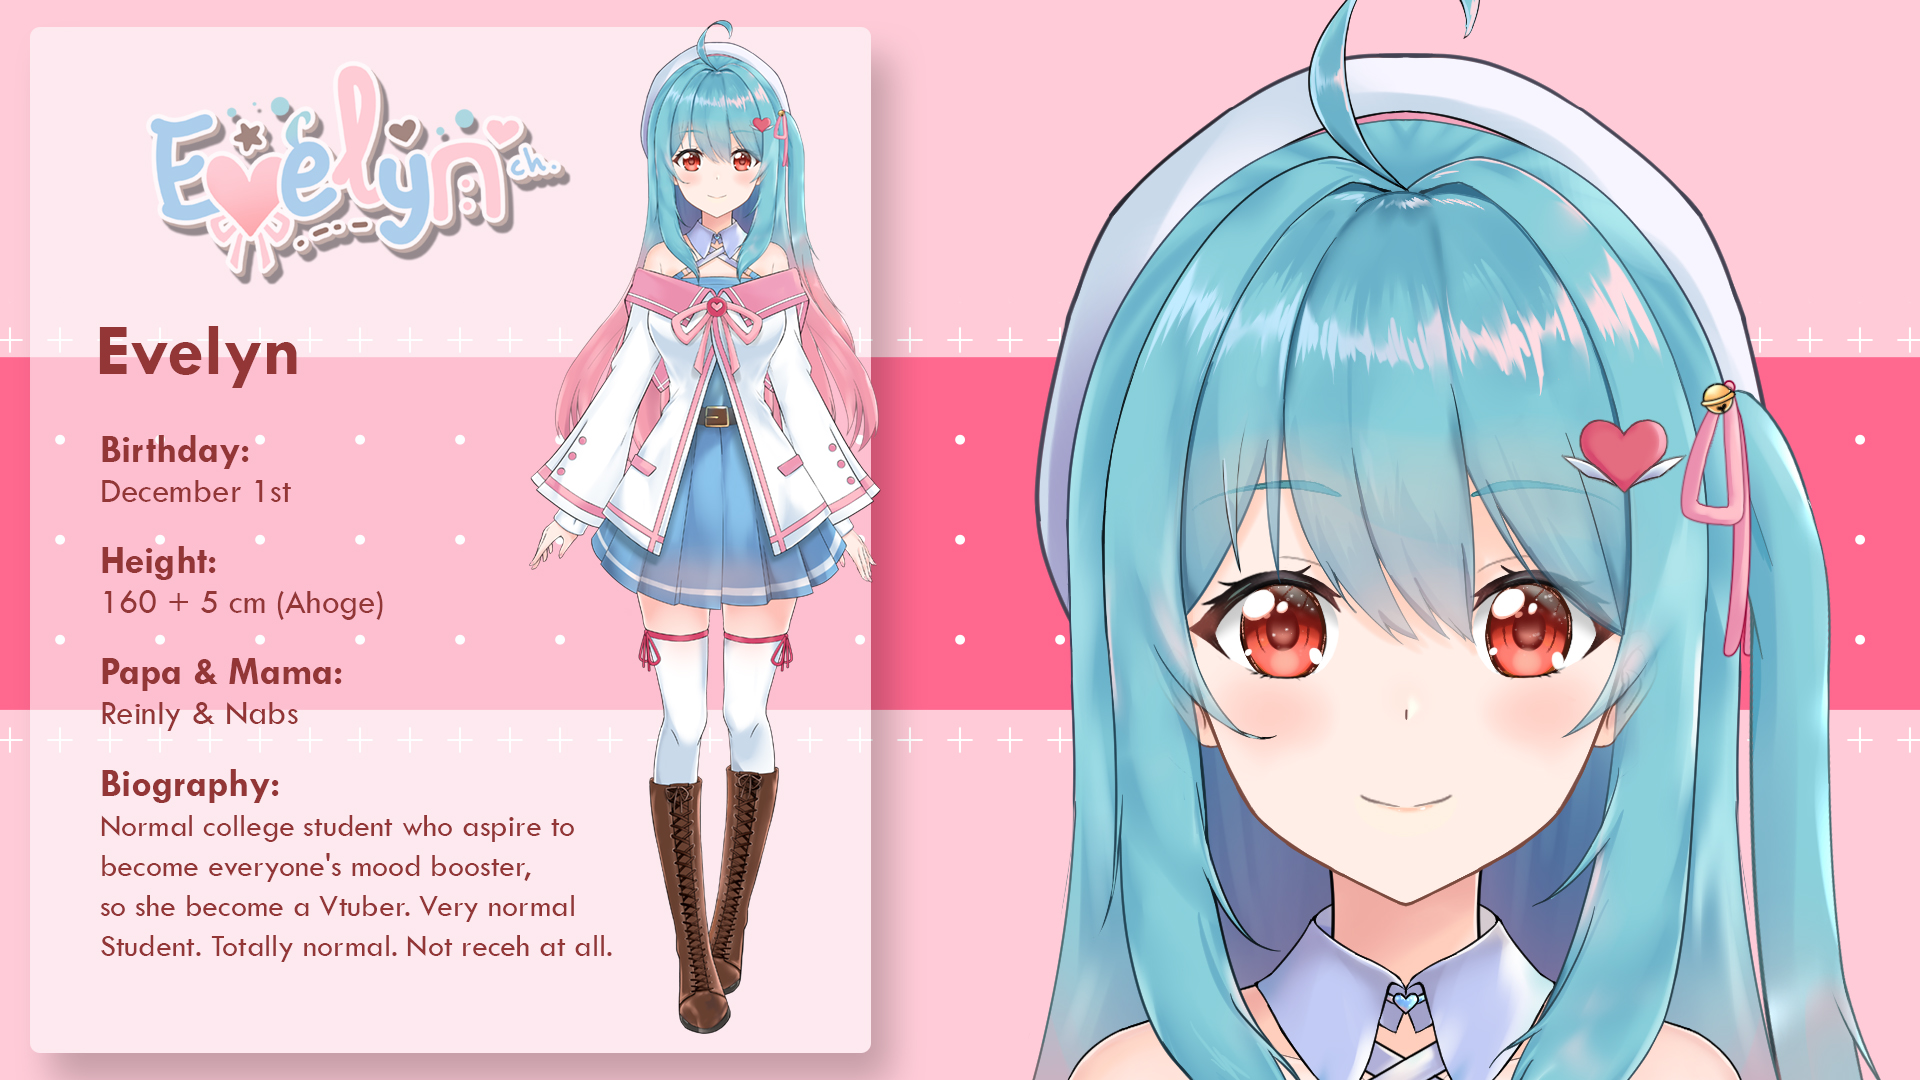 Evelyn ch.
Evelyn
Birthday:
December 1st
Height:
160 + 5 cm (Ahoge)
Papa & Mama:
Reinly & Nabs
Biography:
Normal college student who aspire to
become everyone's mood booster,
so she become a Vtuber. Very normal
Student. Totally normal. Not receh at all.